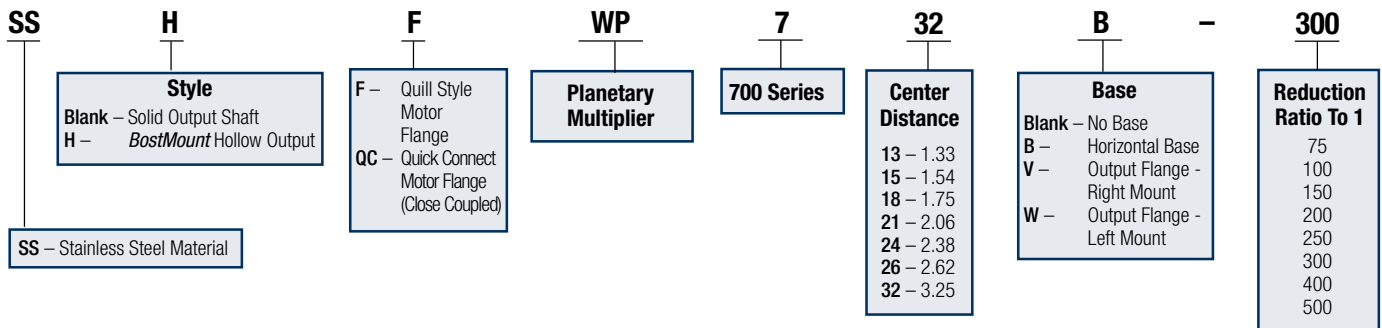 SS H F WP 7 32 B – 300
Style
Blank – Solid Output Shaft
H – BostMount Hollow Output
SS – Stainless Steel Material
F – Quill Style
Motor
Flange
QC – Quick Connect
Motor Flange
(Close Coupled)
Planetary
Multiplier
700 Series
Center
Distance
13 – 1.33
15 – 1.54
18 – 1.75
21 – 2.06
24 – 2.38
26 – 2.62
32 – 3.25
Base
Blank – No Base
B – Horizontal Base
V – Output Flange -
Right Mount
W – Output Flange -
Left Mount
Reduction
Ratio To 1
75
100
150
200
250
300
400
500